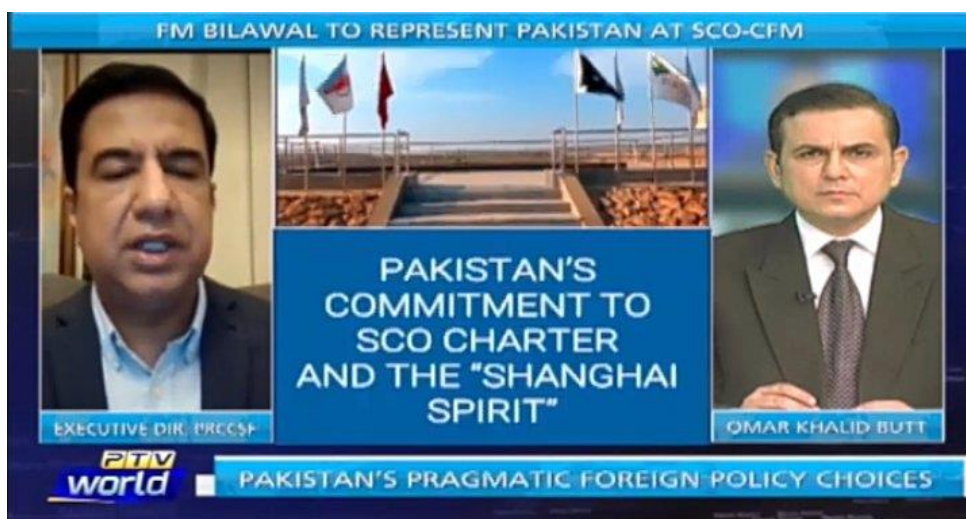 FM BILAWAL TO REPRESENT PAKISTAN AT SCO-CFM
PAKISTAN'S
COMMITMENT TO
SCO CHARTER
AND THE "SHANGHAI
SPIRIT"
EXECUTIVE DIR.
OMAR KHALID BUTT
PTV
world
PAKISTAN'S PRAGMATIC FOREIGN POLICY CHOICES